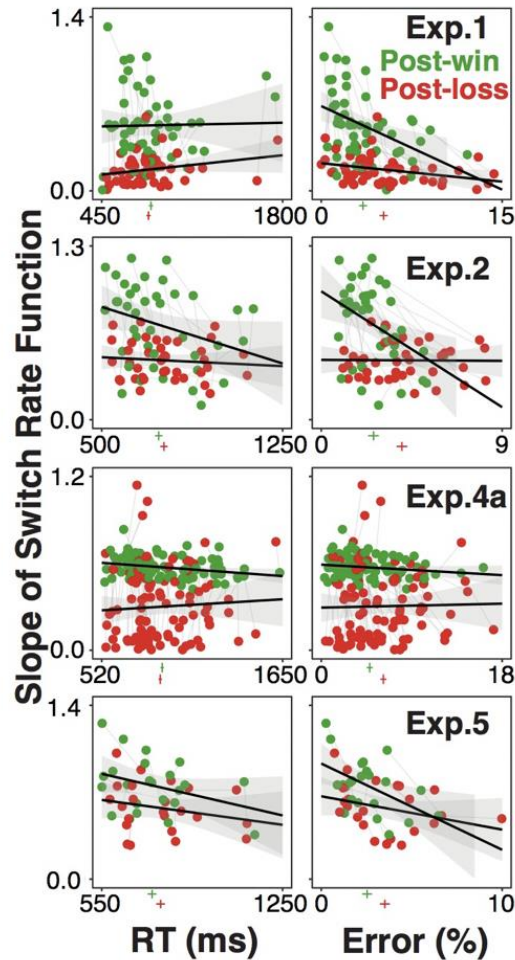 Slope of Switch Rate Function
1.4
0.0
450
1800
Exp.1
Post-win
Post-loss
0
15
1.3
0.0
500
1250
Exp.2
0
9
1.2
0.0
520
1650
Exp.4a
0
18
1.4
0.0
550
1250
Exp.5
0
10
RT (ms)
Error (%)